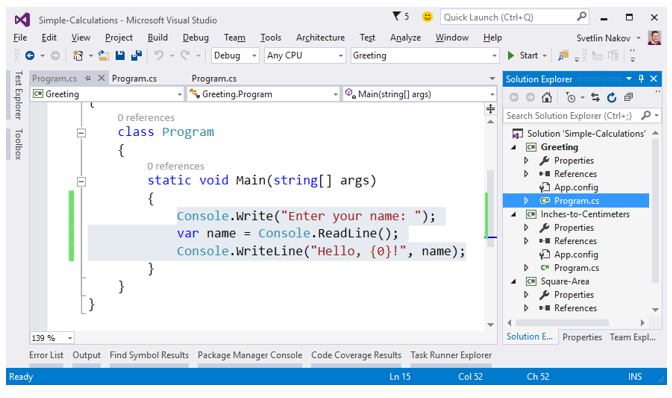 Simple-Calculations - Microsoft Visual Studio
5
Quick Launch (Ctrl+Q)
File Edit View Project Build Debug Team Tools Architecture Test Analyze Window Help
Svetlin Nakov
Debug Any CPU Greeting Start
Test Explorer
Toolbox
Program.cs Program.cs Program.cs
Greeting Greeting.Program Main(string[] args)
{
0 references
class Program
{
0 references
static void Main(string[] args)
{
Console.Write("Enter your name: ");
var name = Console.ReadLine();
Console.WriteLine("Hello, {0}!", name);
}
}
}
139 %
Solution Explorer
Search Solution Explorer (Ctrl+;)
Solution 'Simple-Calculations'
Greeting
Properties
References
App.config
Program.cs
Inches-to-Centimeters
Properties
References
App.config
Program.cs
Square-Area
Properties
References
Solution E... Properties Team Expl...
Error List Output Find Symbol Results Package Manager Console Code Coverage Results Task Runner Explorer
Ready Ln 15 Col 52 Ch 52 INS